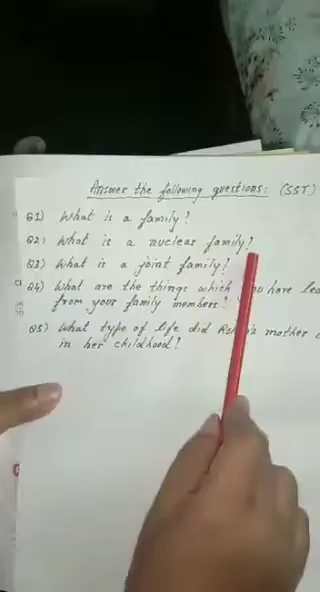 Answer the following questions: (SST)
Q1) What is a family?
Q2) What is a nuclear family?
Q3) What is a joint family?
Q4) What are the things which you have
from your family members?
Q5) What type of life did mother
in her childhood?